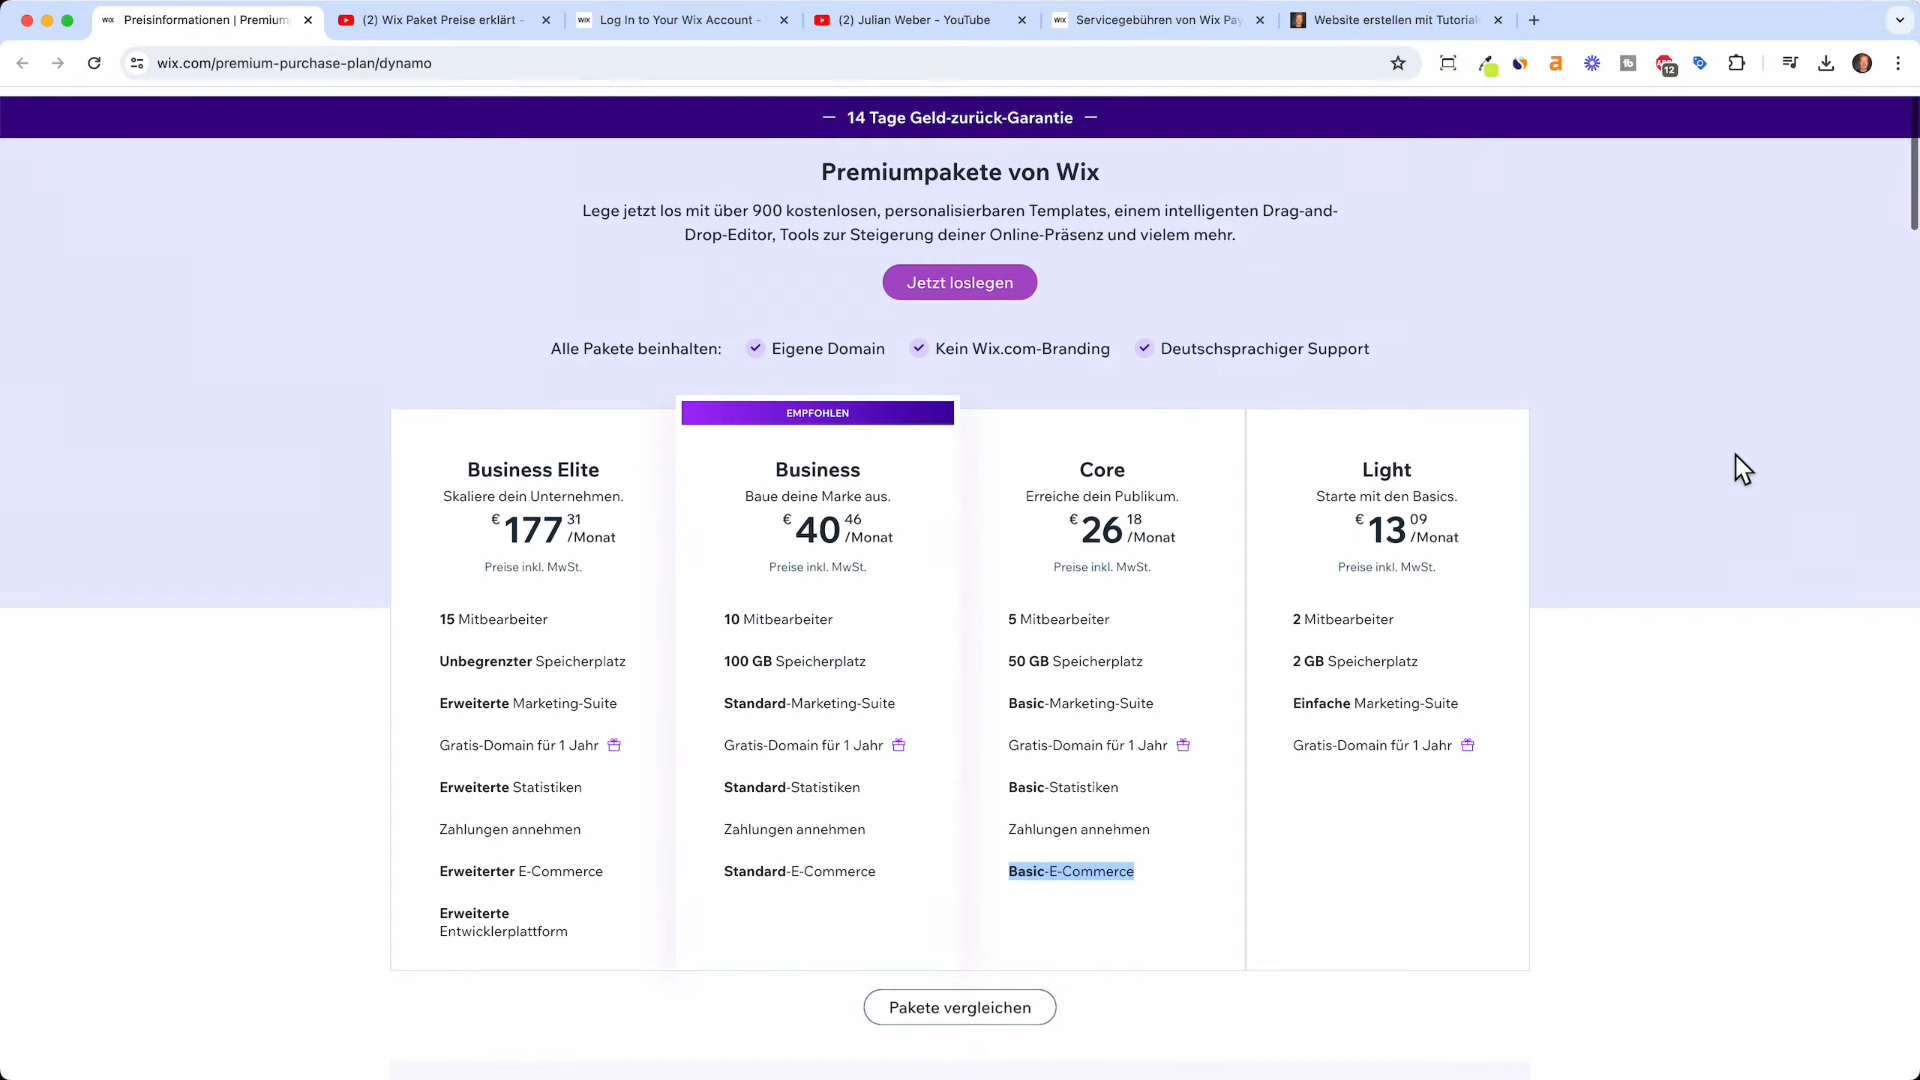 WiX Preisinformationen | Premium
(2) Wix Paket Preise erklärt -
WiX Log In to Your Wix Account -
(2) Julian Weber - YouTube
WiX Servicegebühren von Wix Pay
Website erstellen mit Tutorial
wix.com/premium-purchase-plan/dynamo
12
14 Tage Geld-zurück-Garantie
Premiumpakete von Wix
Lege jetzt los mit über 900 kostenlosen, personalisierbaren Templates, einem intelligenten Drag-and-
Drop-Editor, Tools zur Steigerung deiner Online-Präsenz und vielem mehr.
Jetzt loslegen
Alle Pakete beinhalten: Eigene Domain Kein Wix.com-Branding Deutschsprachiger Support
EMPFOHLEN
Business Elite
Skaliere dein Unternehmen.
€ 177 31 /Monat
Preise inkl. MwSt.
15 Mitbearbeiter
Unbegrenzter Speicherplatz
Erweiterte Marketing-Suite
Gratis-Domain für 1 Jahr
Erweiterte Statistiken
Zahlungen annehmen
Erweiterter E-Commerce
Erweiterte
Entwicklerplattform
Business
Baue deine Marke aus.
€ 40 46 /Monat
Preise inkl. MwSt.
10 Mitbearbeiter
100 GB Speicherplatz
Standard-Marketing-Suite
Gratis-Domain für 1 Jahr
Standard-Statistiken
Zahlungen annehmen
Standard-E-Commerce
Core
Erreiche dein Publikum.
€ 26 18 /Monat
Preise inkl. MwSt.
5 Mitbearbeiter
50 GB Speicherplatz
Basic-Marketing-Suite
Gratis-Domain für 1 Jahr
Basic-Statistiken
Zahlungen annehmen
Basic-E-Commerce
Light
Starte mit den Basics.
€ 13 09 /Monat
Preise inkl. MwSt.
2 Mitbearbeiter
2 GB Speicherplatz
Einfache Marketing-Suite
Gratis-Domain für 1 Jahr
Pakete vergleichen